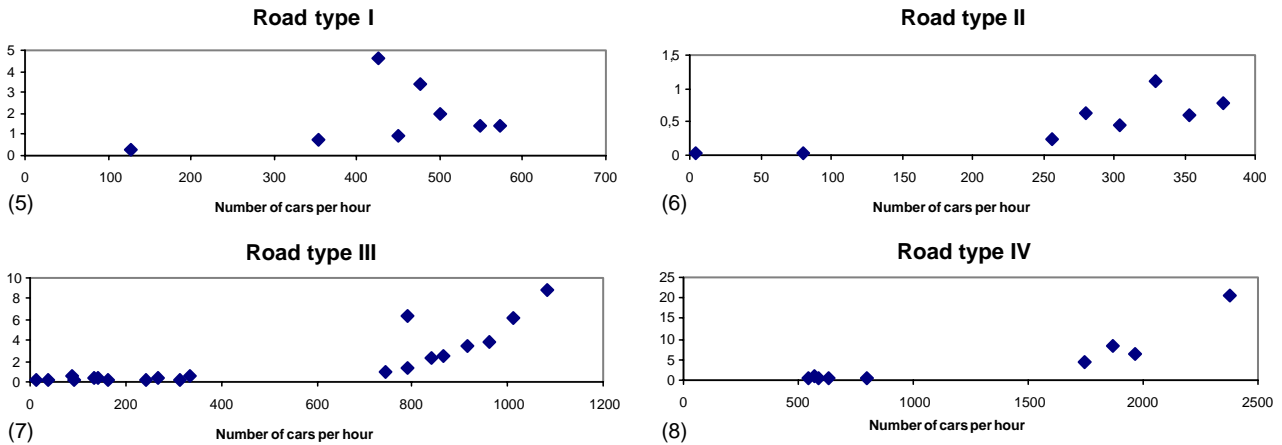 Road type I
5
4
3
2
1
0
0 100 200 300 400 500 600 700
(5)
Number of cars per hour
Road type II
1,5
1
0,5
0
0 50 100 150 200 250 300 350 400
(6)
Number of cars per hour
Road type III
10
8
6
4
2
0
0 200 400 600 800 1000 1200
(7)
Number of cars per hour
Road type IV
25
20
15
10
5
0
0 500 1000 1500 2000 2500
(8)
Number of cars per hour